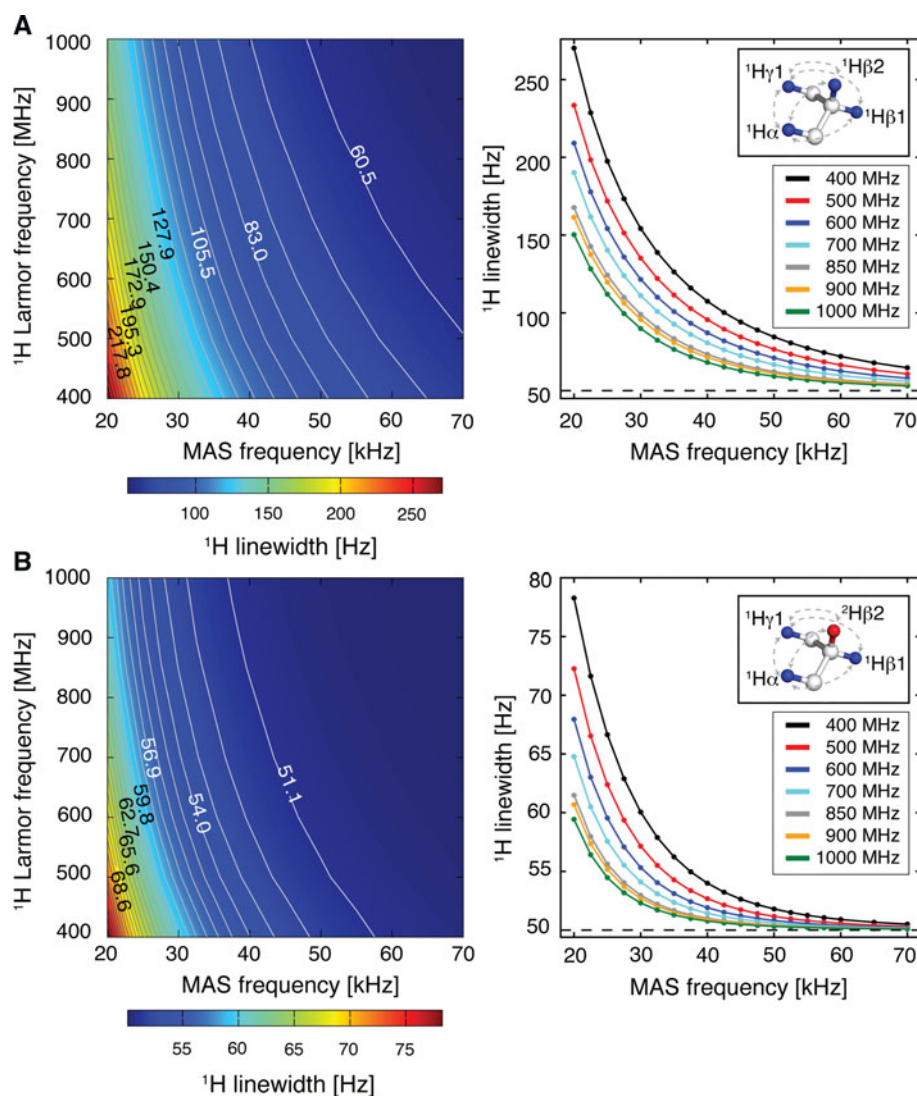 A
1000
900
800
700
600
500
400
¹H Larmor frequency [MHz]
217.8
195.3
172.9
150.4
127.9
105.5
83.0
60.5
20 30 40 50 60 70
MAS frequency [kHz]
100 150 200 250
¹H linewidth [Hz]
250
200
150
100
50
¹H linewidth [Hz]
¹Hγ1
¹Hβ2
¹Hβ1
¹Hα
400 MHz
500 MHz
600 MHz
700 MHz
850 MHz
900 MHz
1000 MHz
20 30 40 50 60 70
MAS frequency [kHz]
B
1000
900
800
700
600
500
400
¹H Larmor frequency [MHz]
68.6
65.6
62.7
59.8
56.9
54.0
51.1
20 30 40 50 60 70
MAS frequency [kHz]
55 60 65 70 75
¹H linewidth [Hz]
80
75
70
65
60
55
50
¹H linewidth [Hz]
¹Hγ1
²Hβ2
¹Hβ1
¹Hα
400 MHz
500 MHz
600 MHz
700 MHz
850 MHz
900 MHz
1000 MHz
20 30 40 50 60 70
MAS frequency [kHz]